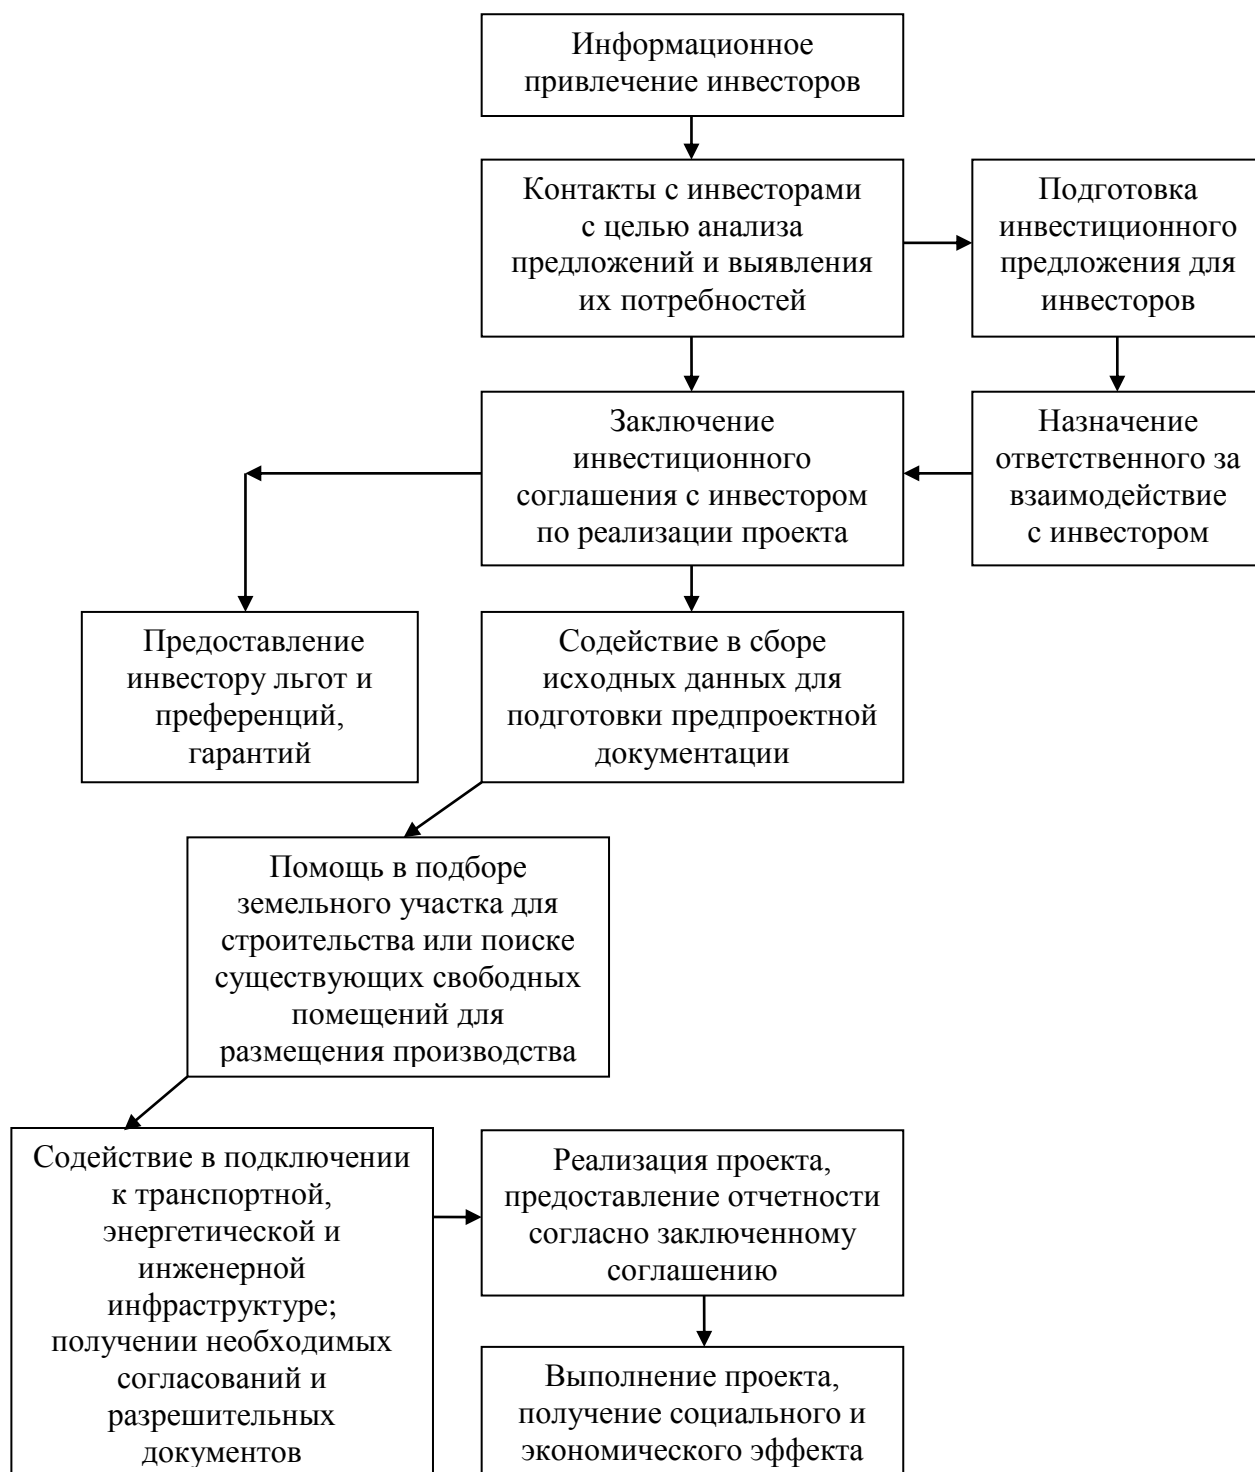 Информационное
привлечение инвесторов
Контакты с инвесторами
с целью анализа
предложений и выявления
их потребностей
Подготовка
инвестиционного
предложения для
инвесторов
Заключение
инвестиционного
соглашения с инвестором
по реализации проекта
Назначение
ответственного за
взаимодействие
с инвестором
Предоставление
инвестору льгот и
преференций,
гарантий
Содействие в сборе
исходных данных для
подготовки предпроектной
документации
Помощь в подборе
земельного участка для
строительства или поиске
существующих свободных
помещений для
размещения производства
Содействие в подключении
к транспортной,
энергетической и
инженерной
инфраструктуре;
получении необходимых
согласований и
разрешительных
документов
Реализация проекта,
предоставление отчетности
согласно заключенному
соглашению
Выполнение проекта,
получение социального и
экономического эффекта